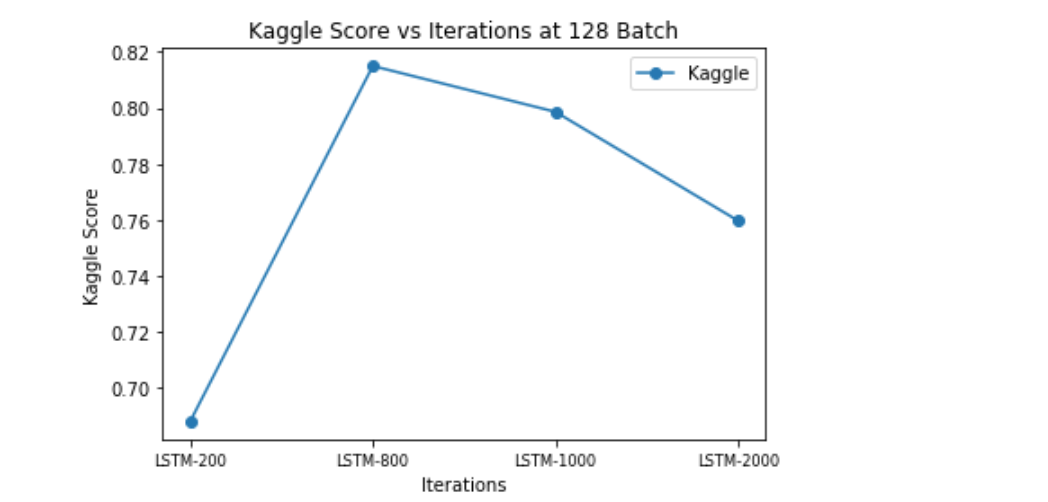 Kaggle Score vs Iterations at 128 Batch
Kaggle
0.82
0.80
0.78
0.76
0.74
0.72
0.70
Kaggle Score
LSTM-200 LSTM-800 LSTM-1000 LSTM-2000
Iterations